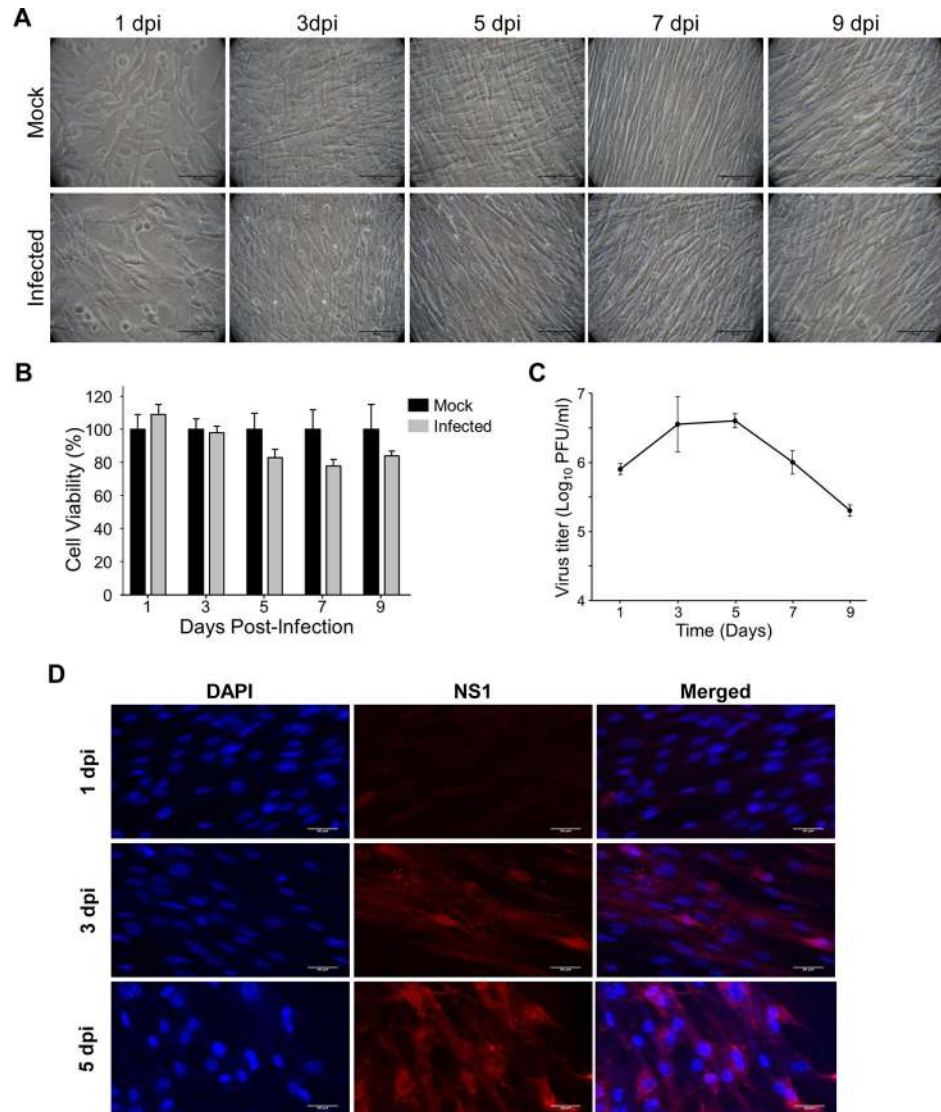 A
1 dpi 3dpi 5 dpi 7 dpi 9 dpi
Mock
Infected
B
Cell Viability (%)
120
100
80
60
40
20
0
1 3 5 7 9
Days Post-Infection
Mock
Infected
C
Virus titer (Log10 PFU/ml)
7
6
5
4
1 3 5 7 9
Time (Days)
D
DAPI NS1 Merged
1 dpi
3 dpi
5 dpi